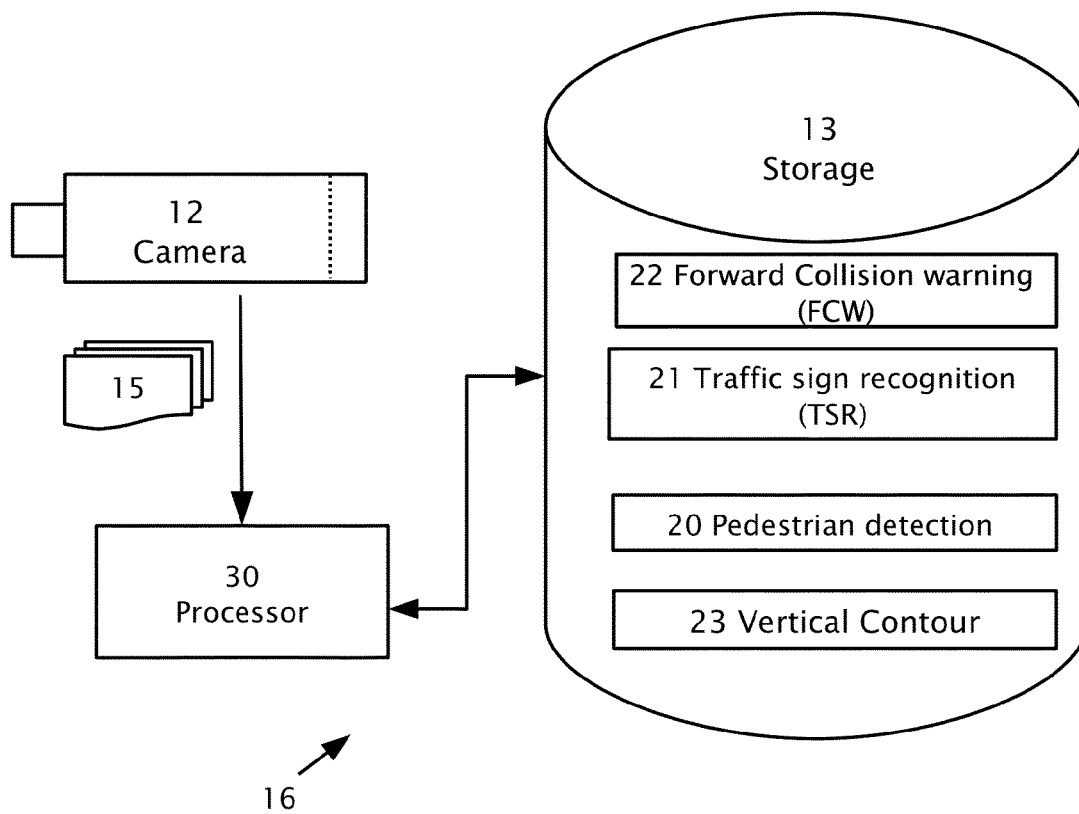 12
Camera
15
30
Processor
16
13
Storage
22 Forward Collision warning
(FCW)
21 Traffic sign recognition
(TSR)
20 Pedestrian detection
23 Vertical Contour